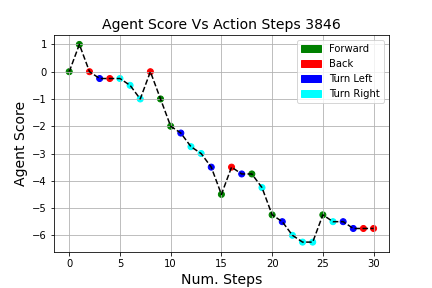 Agent Score Vs Action Steps 3846
Forward
Back
Turn Left
Turn Right
Agent Score
1
0
−1
−2
−3
−4
−5
−6
0 5 10 15 20 25 30
Num. Steps